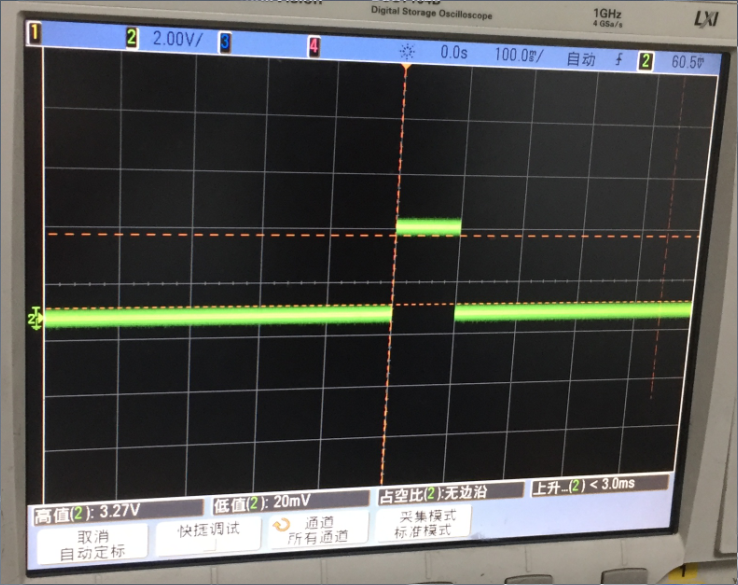 Digital Storage Oscilloscope
1GHz
4 GSa/s
LXI
1 2 2.00V/ 3 4 0.0s 100.0㎳/ 自动 2 60.5㎷
2
高值(2): 3.27V 低值(2): 20mV 占空比(2):无边沿 上升…(2) < 3.0ms
取消
自动定标
快捷调试
通道
所有通道
采集模式
标准模式